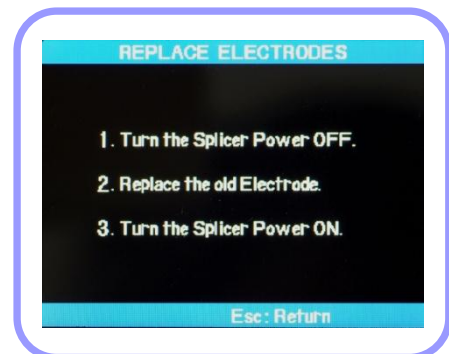 REPLACE ELECTRODES
1. Turn the Splicer Power OFF.
2. Replace the old Electrode.
3. Turn the Splicer Power ON.
Esc: Return